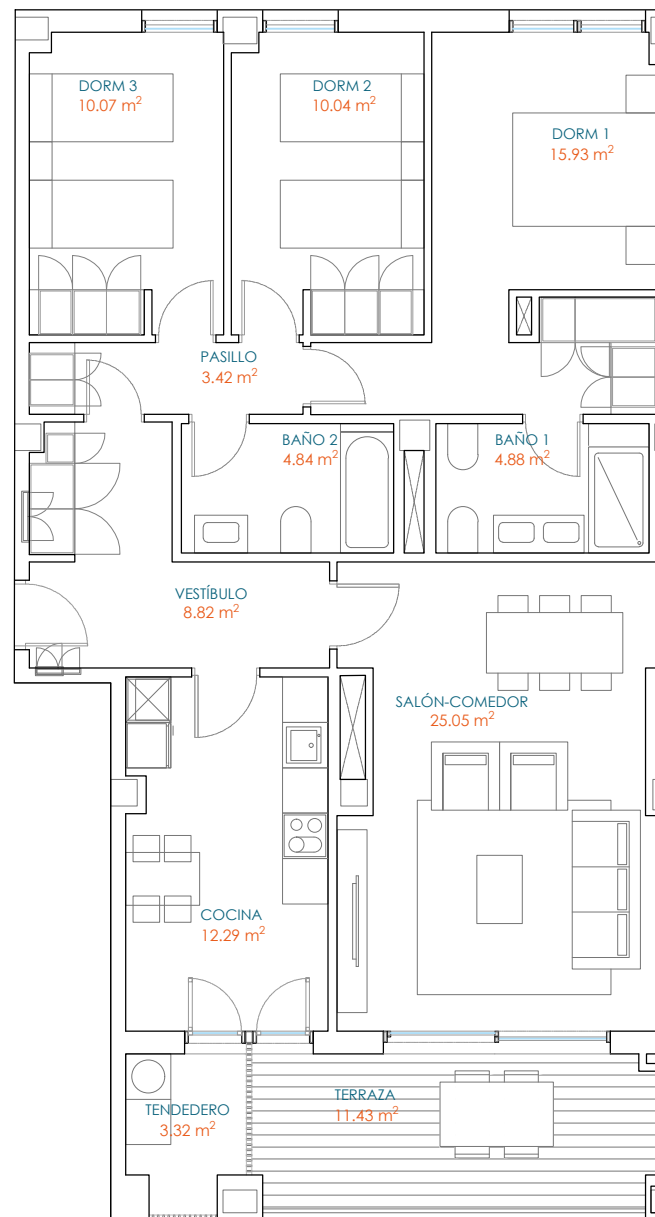 DORM 3
10.07 m²
DORM 2
10.04 m²
DORM 1
15.93 m²
PASILLO
3.42 m²
BAÑO 2
4.84 m²
BAÑO 1
4.88 m²
VESTÍBULO
8.82 m²
SALÓN-COMEDOR
25.05 m²
COCINA
12.29 m²
TERRAZA
11.43 m²
TENDEDERO
3.32 m²